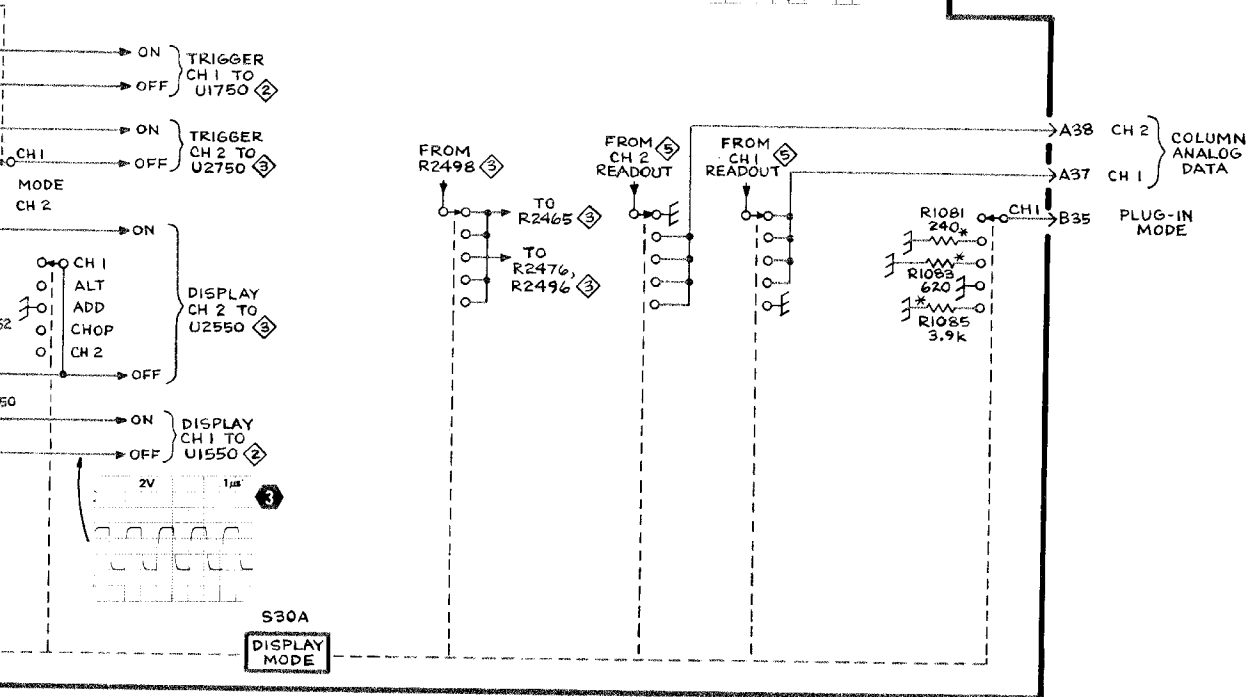 ON
OFF
TRIGGER
CH 1 TO
U1750 2
ON
OFF
TRIGGER
CH 2 TO
U2750 3
CH1
MODE
CH 2
ON
CH 1
ALT
ADD
CHOP
CH 2
OFF
DISPLAY
CH 2 TO
U2550 3
52
50
ON
OFF
DISPLAY
CH 1 TO
U1550 2
2V 1µs
3
FROM
R2498 3
TO
R2465 3
TO
R2476,
R2496 3
FROM 5
CH 2
READOUT
FROM 5
CH 1
READOUT
A38 CH 2
A37 CH 1
COLUMN
ANALOG
DATA
CH1
B35 PLUG-IN
MODE
R1081
240 *
*
R1083
620
*
R1085
3.9K
S30A
DISPLAY
MODE